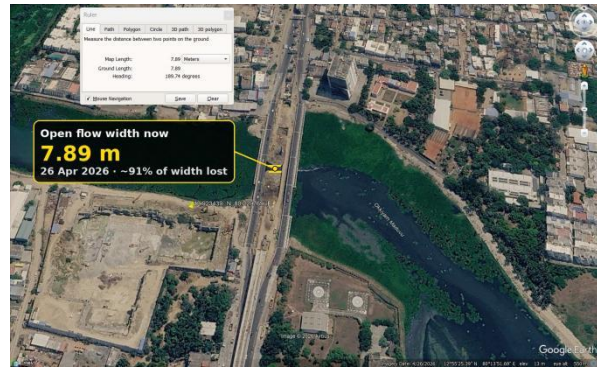 Ruler
Line Path Polygon Circle 3D path 3D polygon
Measure the distance between two points on the ground
Map Length: 7.89 Meters
Ground Length: 7.89
Heading: 189.79 degrees
Mouse Navigation Save Clear
Open flow width now
7.89 m
26 Apr 2026 · ~91% of width lost
Google Earth